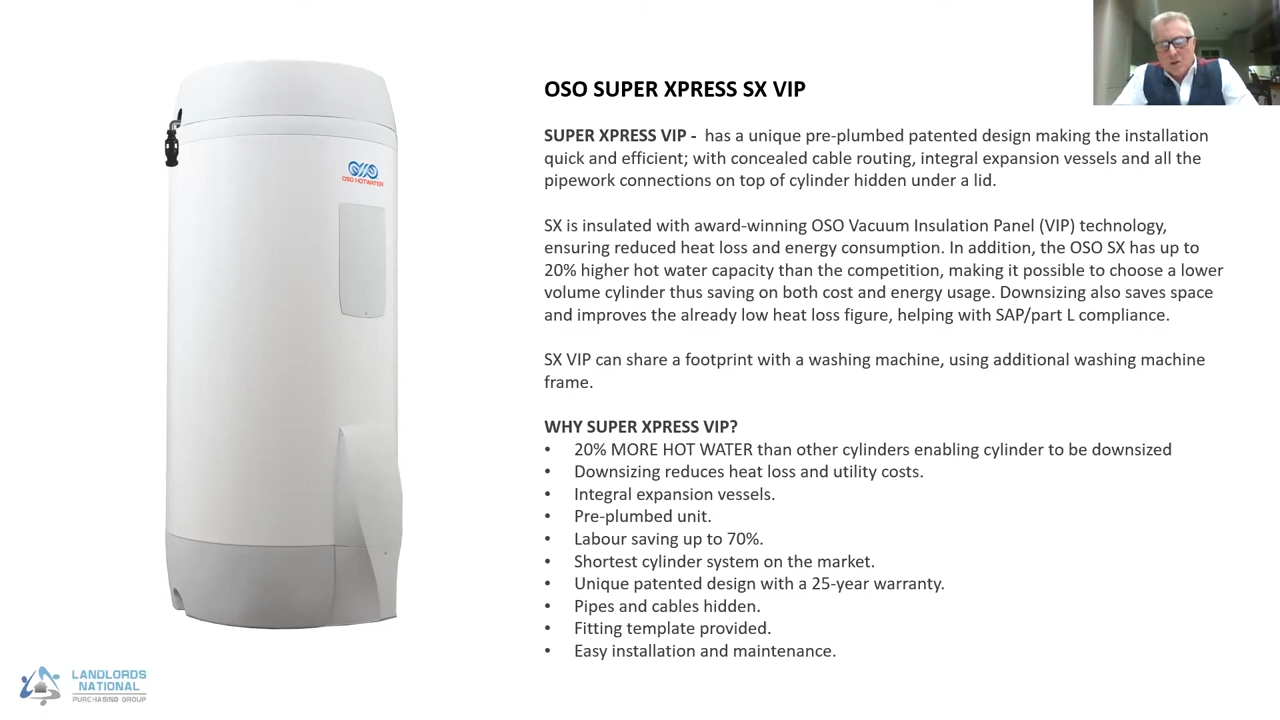 OSO SUPER XPRESS SX VIP
SUPER XPRESS VIP - has a unique pre-plumbed patented design making the installation
quick and efficient; with concealed cable routing, integral expansion vessels and all the
pipework connections on top of cylinder hidden under a lid.
SX is insulated with award-winning OSO Vacuum Insulation Panel (VIP) technology,
ensuring reduced heat loss and energy consumption. In addition, the OSO SX has up to
20% higher hot water capacity than the competition, making it possible to choose a lower
volume cylinder thus saving on both cost and energy usage. Downsizing also saves space
and improves the already low heat loss figure, helping with SAP/part L compliance.
SX VIP can share a footprint with a washing machine, using additional washing machine
frame.
WHY SUPER XPRESS VIP?
• 20% MORE HOT WATER than other cylinders enabling cylinder to be downsized
• Downsizing reduces heat loss and utility costs.
• Integral expansion vessels.
• Pre-plumbed unit.
• Labour saving up to 70%.
• Shortest cylinder system on the market.
• Unique patented design with a 25-year warranty.
• Pipes and cables hidden.
• Fitting template provided.
• Easy installation and maintenance.
OSO HOTWATER
LANDLORDS
NATIONAL
PURCHASING GROUP